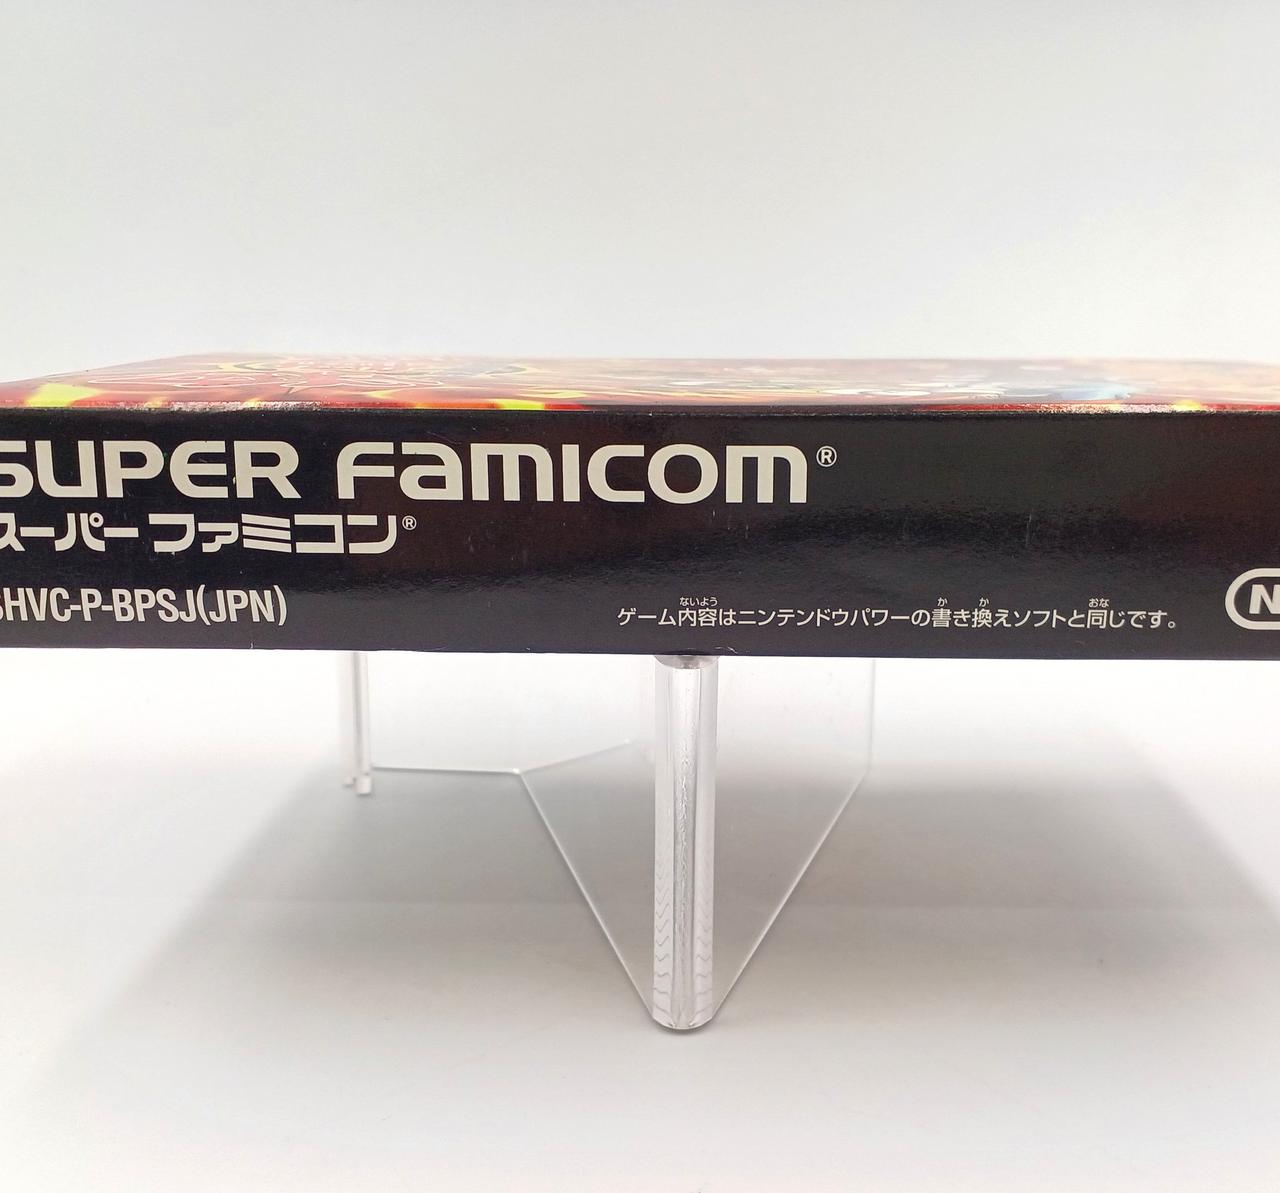 SUPER FAMICOM®
スーパーファミコン®
SHVC-P-BPSJ(JPN)
ゲーム内容はニンテンドウパワーの書き換えソフトと同じです。